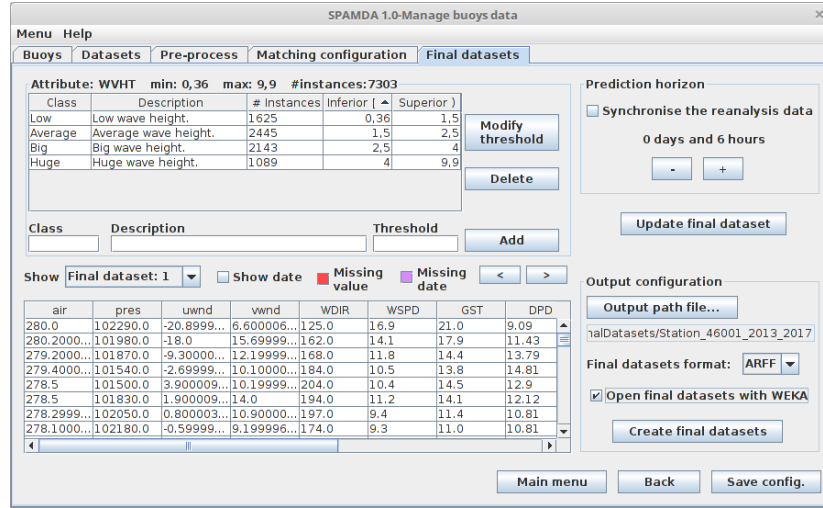 SPAMDA 1.0-Manage buoys data
Menu Help
Buoys Datasets Pre-process Matching configuration Final datasets
Attribute: WVHT min: 0,36 max: 9,9 #instances:7303
Class Description # Instances Inferior [ Superior )
Low Low wave height. 1625 0,36 1,5
Average Average wave height. 2445 1,5 2,5
Big Big wave height. 2143 2,5 4
Huge Huge wave height. 1089 4 9,9
Modify threshold
Delete
Class Description Threshold
Add
Prediction horizon
Synchronise the reanalysis data
0 days and 6 hours
- +
Update final dataset
Show Final dataset: 1 Show date Missing value Missing date < >
air pres uwnd vwnd WDIR WSPD GST DPD
280.0 102290.0 -20.8999... 6.600006... 125.0 16.9 21.0 9.09
280.2000... 101980.0 -18.0 15.69999... 162.0 14.1 17.9 11.43
279.2000... 101870.0 -9.30000... 12.19999... 168.0 11.8 14.4 13.79
279.4000... 101540.0 -2.69999... 10.10000... 184.0 10.5 13.8 14.81
278.5 101500.0 3.900009... 10.19999... 204.0 10.4 14.5 12.9
278.5 101830.0 1.900009... 14.0 194.0 11.2 14.1 12.12
278.2999... 102050.0 0.800003... 10.90000... 197.0 9.4 11.4 10.81
278.1000... 102180.0 -0.59999... 9.199996... 174.0 9.3 11.0 10.81
Output configuration
Output path file...
nalDatasets/Station_46001_2013_2017
Final datasets format: ARFF
Open final datasets with WEKA
Create final datasets
Main menu Back Save config.